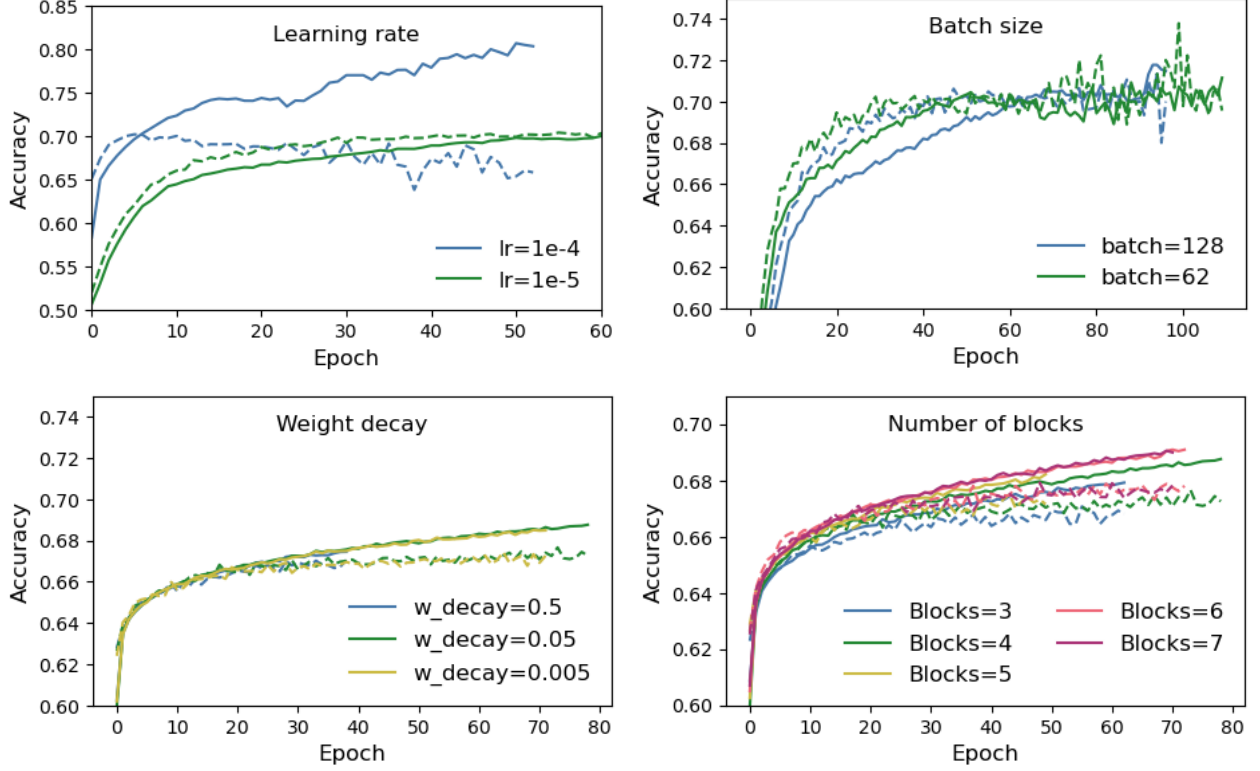 Learning rate
Accuracy
0.85
0.80
0.75
0.70
0.65
0.60
0.55
0.50
0 10 20 30 40 50 60
Epoch
lr=1e-4
lr=1e-5
Batch size
Accuracy
0.74
0.72
0.70
0.68
0.66
0.64
0.62
0.60
0 20 40 60 80 100
Epoch
batch=128
batch=62
Weight decay
Accuracy
0.74
0.72
0.70
0.68
0.66
0.64
0.62
0.60
0 10 20 30 40 50 60 70 80
Epoch
w_decay=0.5
w_decay=0.05
w_decay=0.005
Number of blocks
Accuracy
0.70
0.68
0.66
0.64
0.62
0.60
0 10 20 30 40 50 60 70 80
Epoch
Blocks=3
Blocks=4
Blocks=5
Blocks=6
Blocks=7